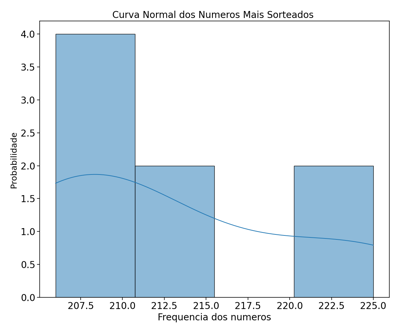 Curva Normal dos Numeros Mais Sorteados
Probabilidade
4.0
3.5
3.0
2.5
2.0
1.5
1.0
0.5
0.0
207.5 210.0 212.5 215.0 217.5 220.0 222.5 225.0
Frequencia dos numeros